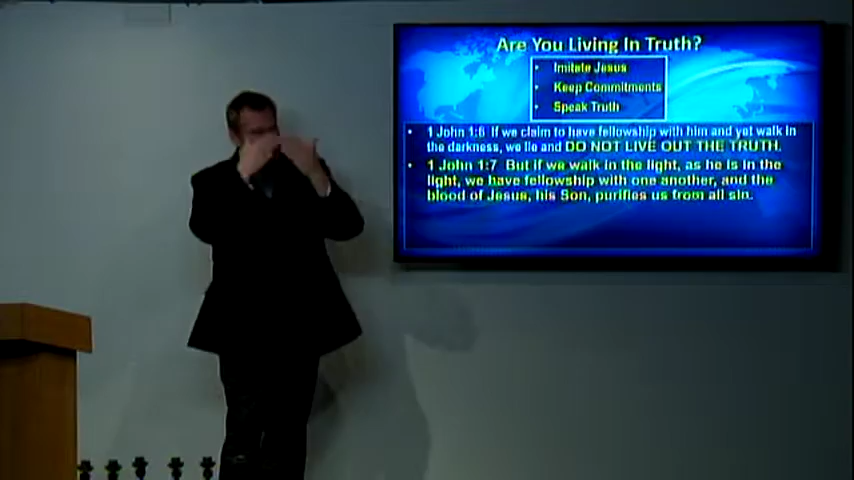 Are You Living In Truth?
• Imitate Jesus
• Keep Commitments
• Speak Truth
• 1 John 1:6 If we claim to have fellowship with him and yet walk in
the darkness, we lie and DO NOT LIVE OUT THE TRUTH.
• 1 John 1:7 But if we walk in the light, as he is in the
light, we have fellowship with one another, and the
blood of Jesus, his Son, purifies us from all sin.